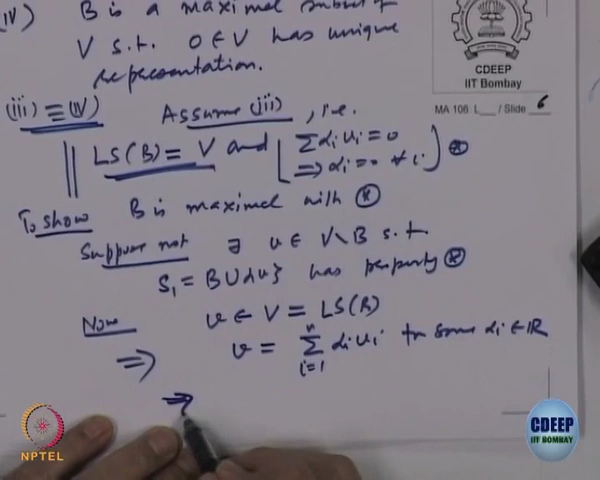 (IV) B is a maximal subset of
V s.t. 0 ∈ V has unique
representation.
(iii) ≡ (IV) Assume (iii), i.e.
LS(B) = V and [ Σ αi vi = 0
⇒ αi = 0 ∀ i ] ⊛
To show B is maximal with ⊛
Suppose not ∃ v ∈ V \ B s.t.
S1 = B ∪ {v} has property ⊛
Now v ∈ V = LS(B)
⇒ v = Σ_{i=1}^{n} αi vi for some αi ∈ ℝ
⇒
CDEEP
IIT Bombay
MA 106 L__ / Slide 6
NPTEL
CDEEP
IIT BOMBAY